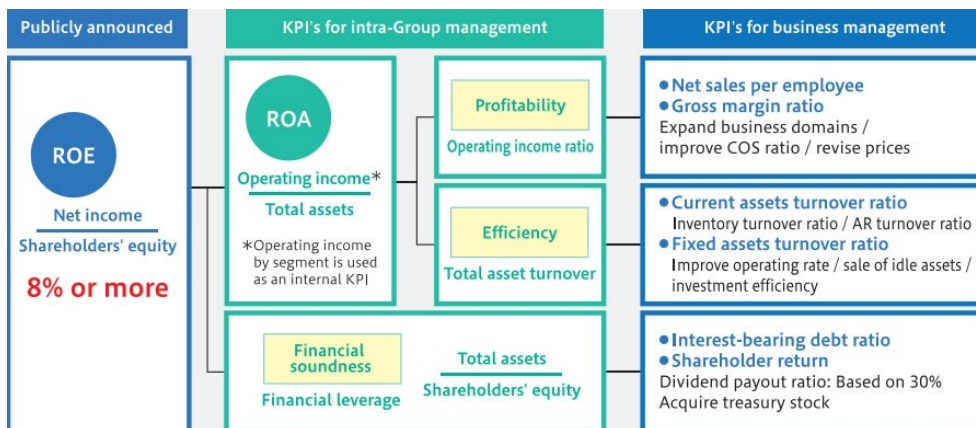 Publicly announced
KPI's for intra-Group management
KPI's for business management
ROE
Net income
Shareholders' equity
8% or more
ROA
Operating income*
Total assets
*Operating income
by segment is used
as an internal KPI
Profitability
Operating income ratio
Efficiency
Total asset turnover
Financial
soundness
Financial leverage
Total assets
Shareholders' equity
●Net sales per employee
●Gross margin ratio
Expand business domains /
improve COS ratio / revise prices
●Current assets turnover ratio
Inventory turnover ratio / AR turnover ratio
●Fixed assets turnover ratio
Improve operating rate / sale of idle assets /
investment efficiency
●Interest-bearing debt ratio
●Shareholder return
Dividend payout ratio: Based on 30%
Acquire treasury stock